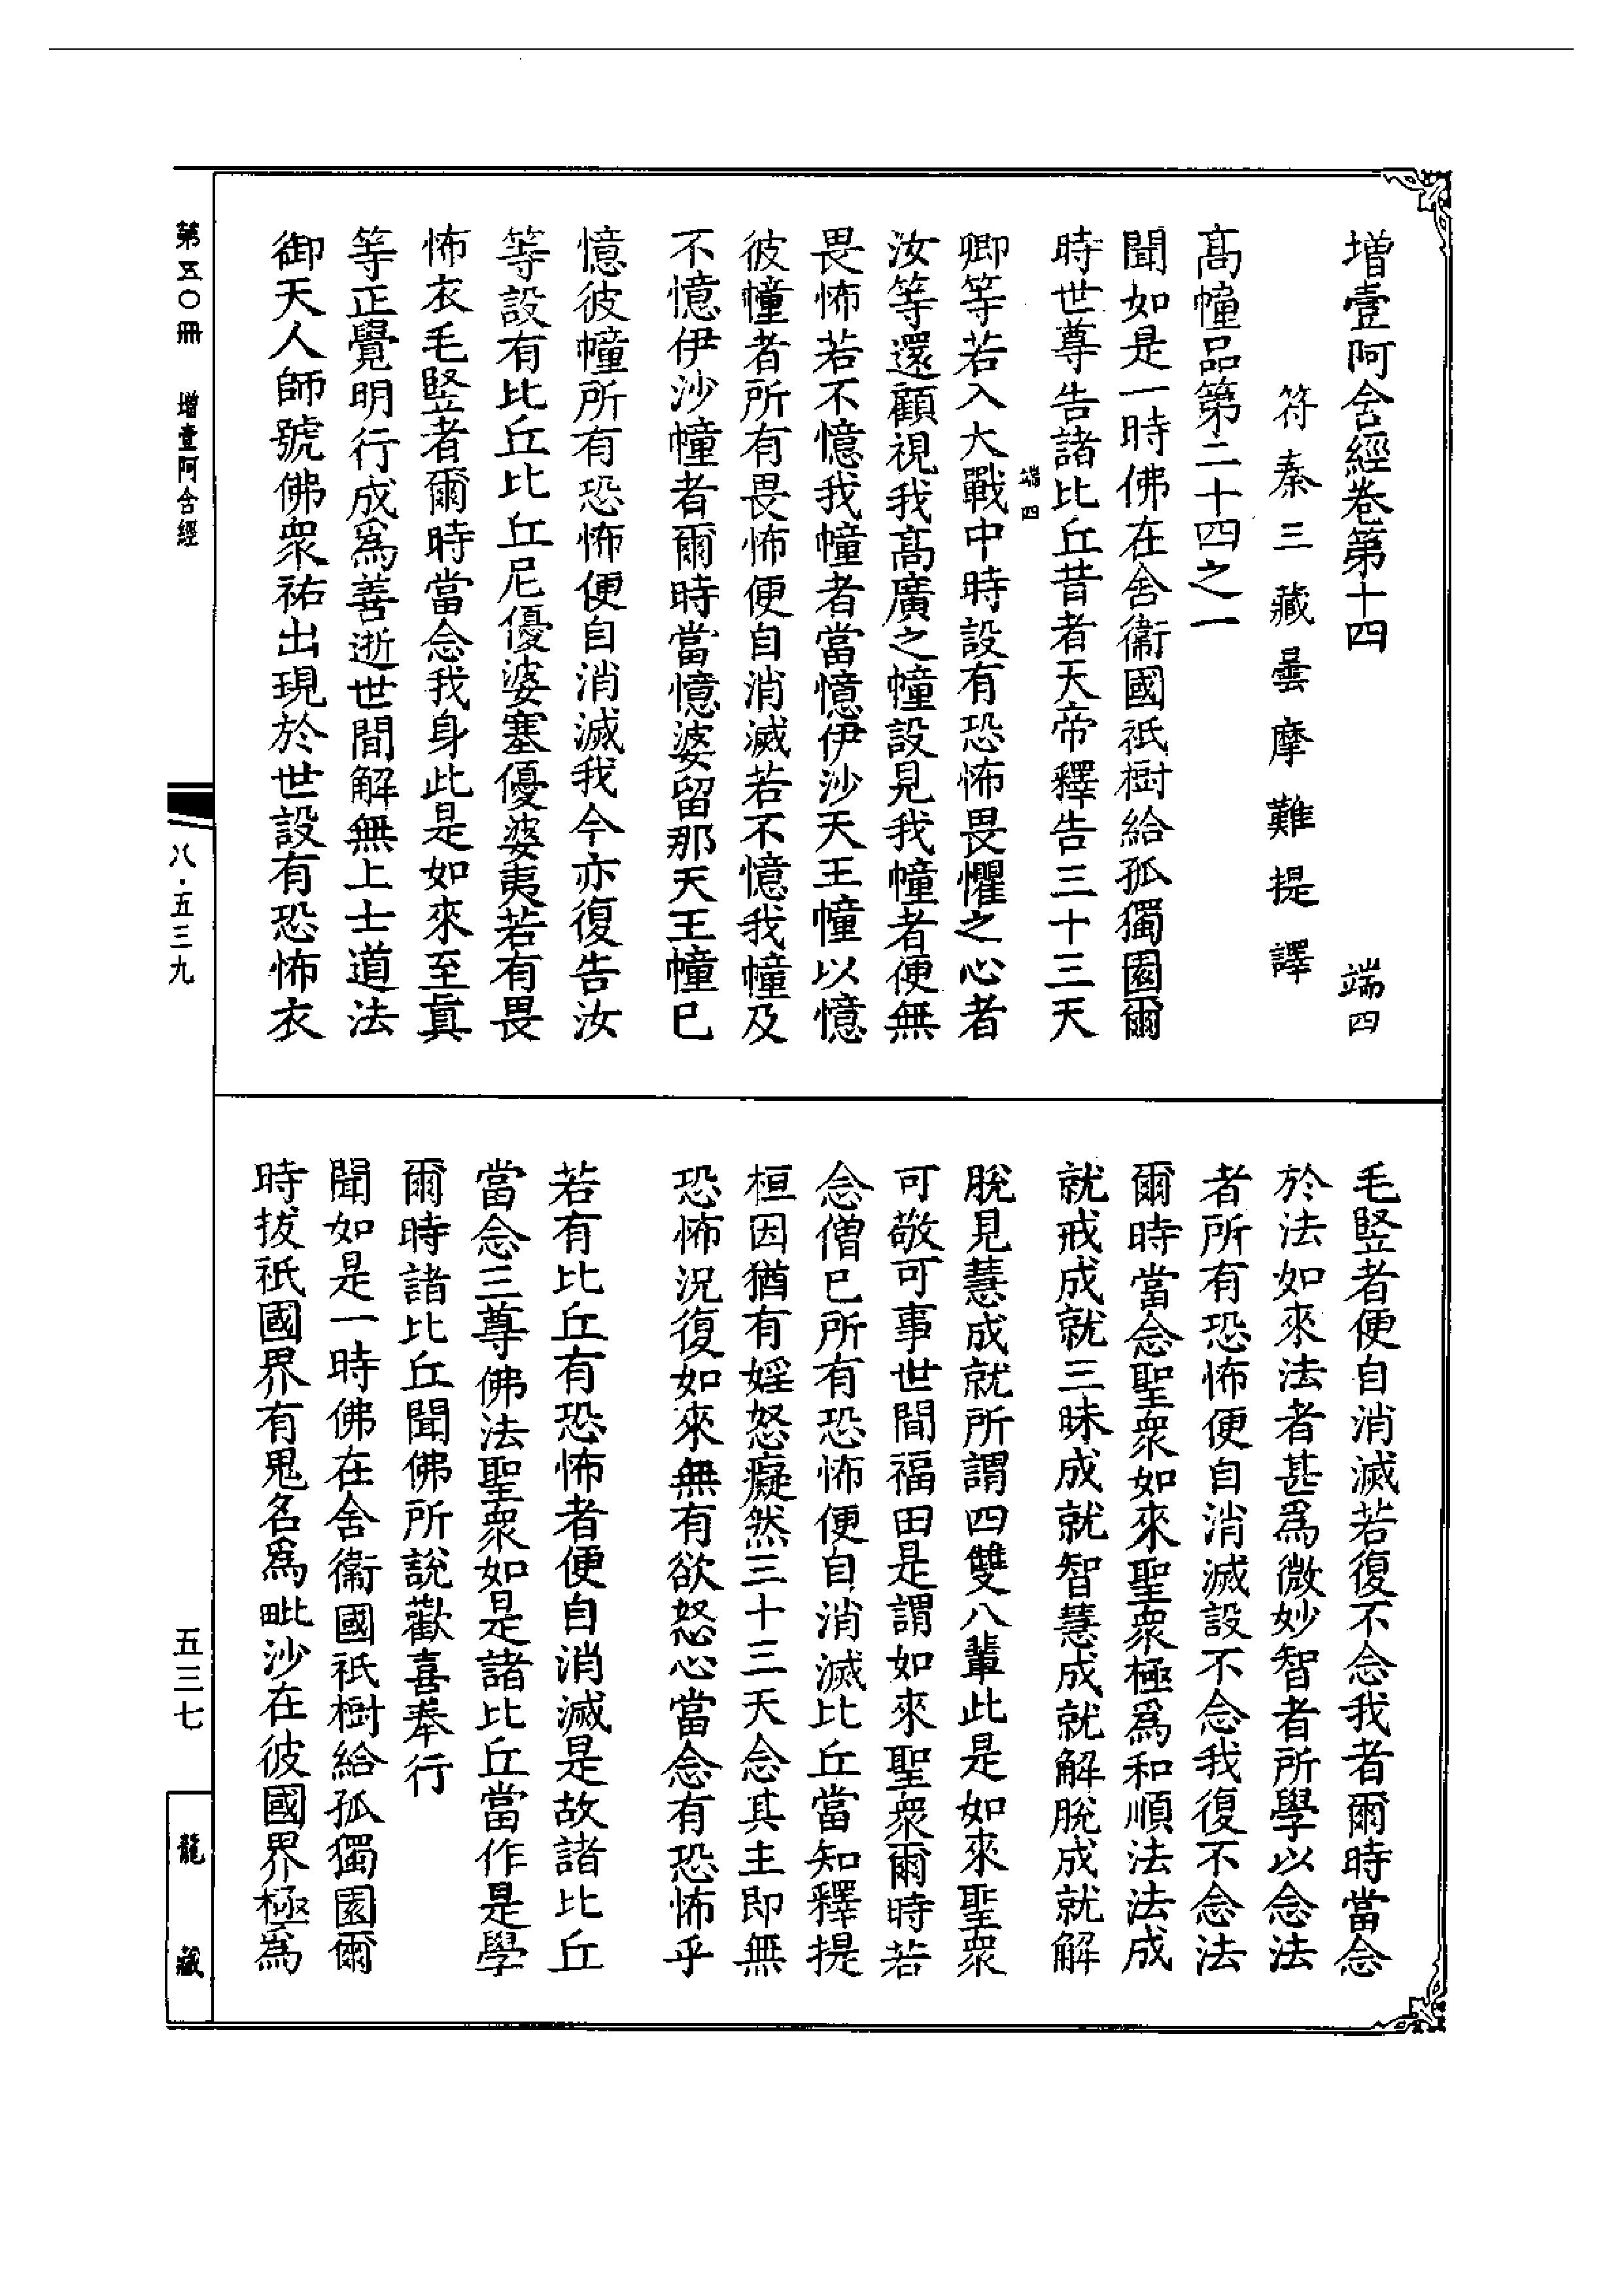 增壹阿含經卷第十四 端四
符秦三藏曇摩難提譯
高幢品第二十四之一
聞如是一時佛在舍衞國祇樹給孤獨園爾
時世尊告諸比丘昔者天帝釋告三十三天
端四
卿等若入大戰中時設有恐怖畏懼之心者
汝等還顧視我高廣之幢設見我幢者便無
畏怖若不憶我幢者當憶伊沙天王幢以憶
彼幢者所有畏怖便自消滅若不憶我幢及
不憶伊沙幢者爾時當憶婆留那天王幢已
憶彼幢所有恐怖便自消滅我今亦復告汝
等設有比丘比丘尼優婆塞優婆夷若有畏
怖衣毛豎者爾時當念我身此是如來至真
等正覺明行成爲善逝世間解無上士道法
御天人師號佛衆祐出現於世設有恐怖衣
毛豎者便自消滅若復不念我者爾時當念
於法如來法者甚爲微妙智者所學以念法
者所有恐怖便自消滅設不念我復不念法
爾時當念聖衆如來聖衆極爲和順法法成
就戒成就三昧成就智慧成就解脫成就解
脫見慧成就所謂四雙八輩此是如來聖衆
可敬可事世間福田是謂如來聖衆爾時若
念僧已所有恐怖便自消滅比丘當知釋提
桓因猶有婬怒癡然三十三天念其主即無
恐怖況復如來無有欲怒心當念有恐怖乎
若有比丘有恐怖者便自消滅是故諸比丘
當念三尊佛法聖衆如是諸比丘當作是學
爾時諸比丘聞佛所說歡喜奉行
聞如是一時佛在舍衞國祇樹給孤獨園爾
時拔祇國界有鬼名爲毗沙在彼國界極爲
第五〇冊 增壹阿含經
八·五三九
五三七
龍藏